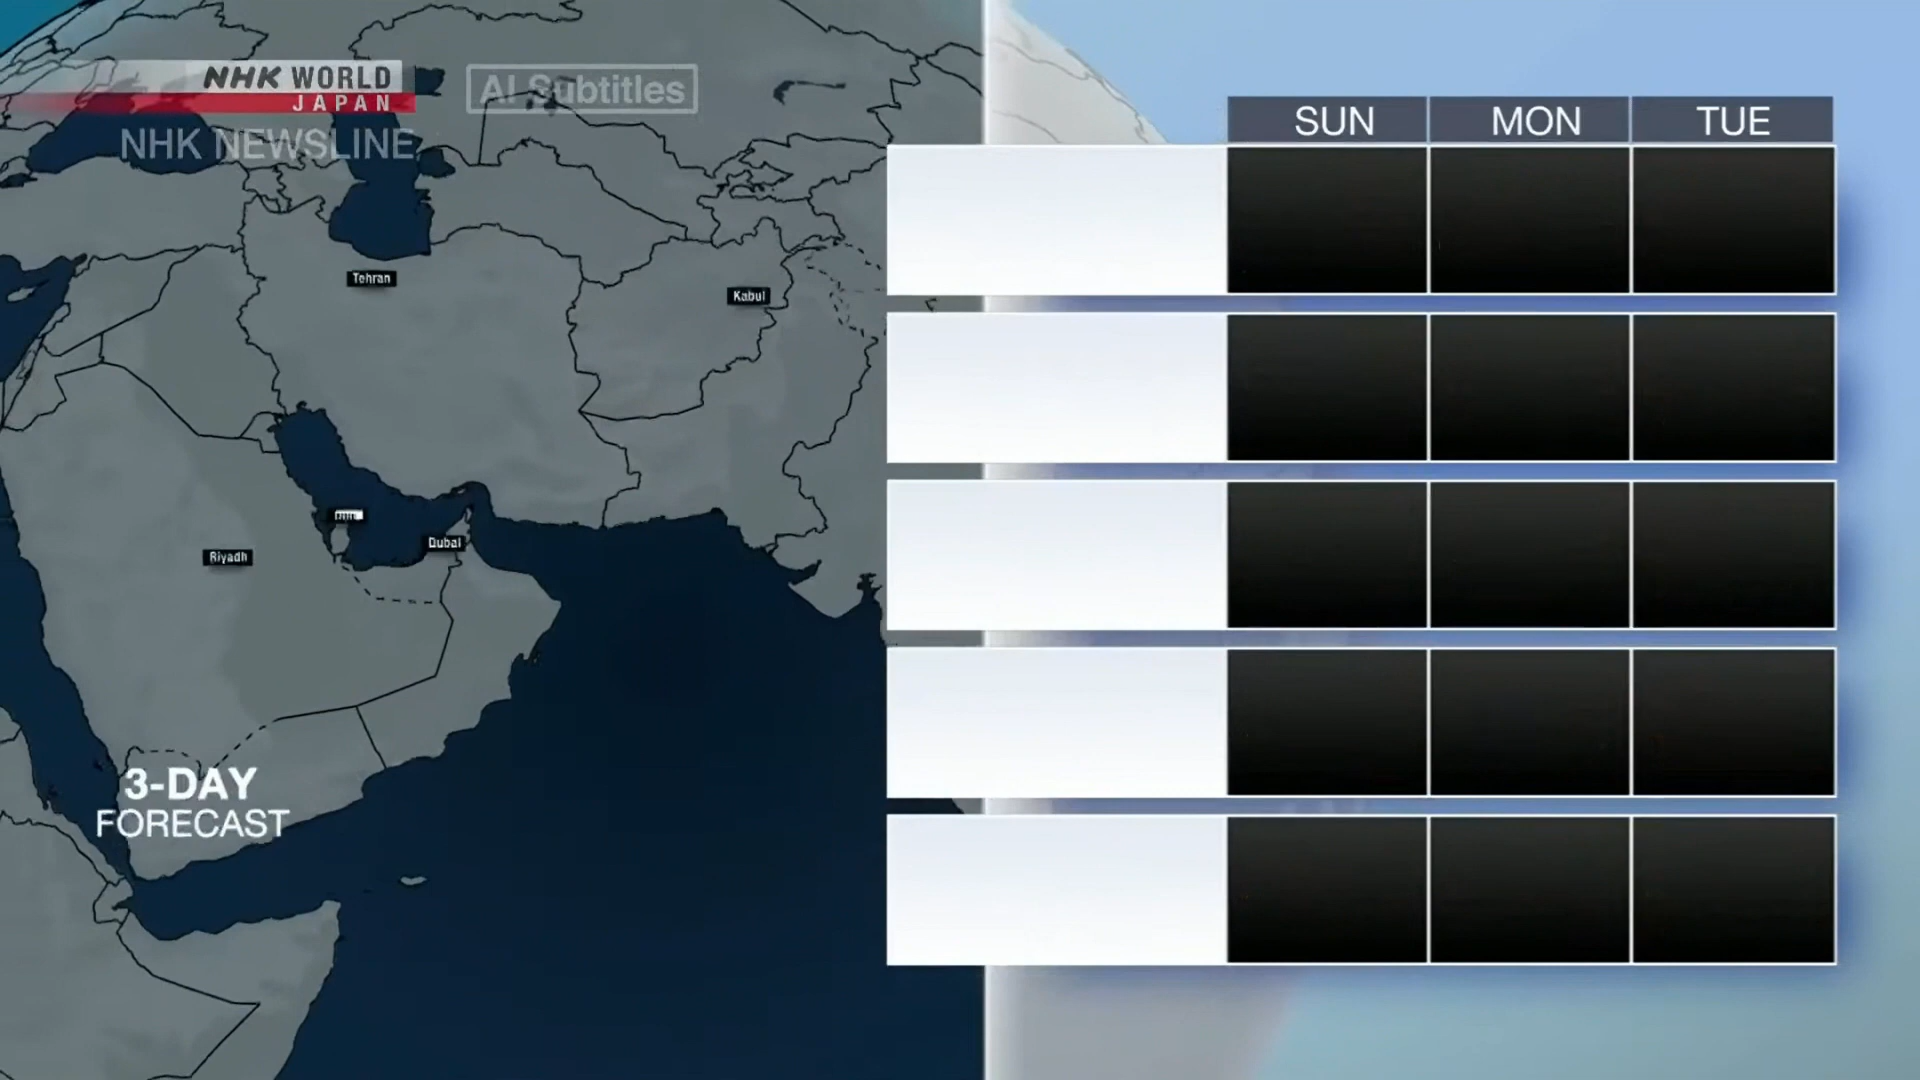 NHK WORLD
JAPAN
AI Subtitles
NHK NEWSLINE
SUN MON TUE
Tehran
Kabul
Dubai
Riyadh
3-DAY
FORECAST